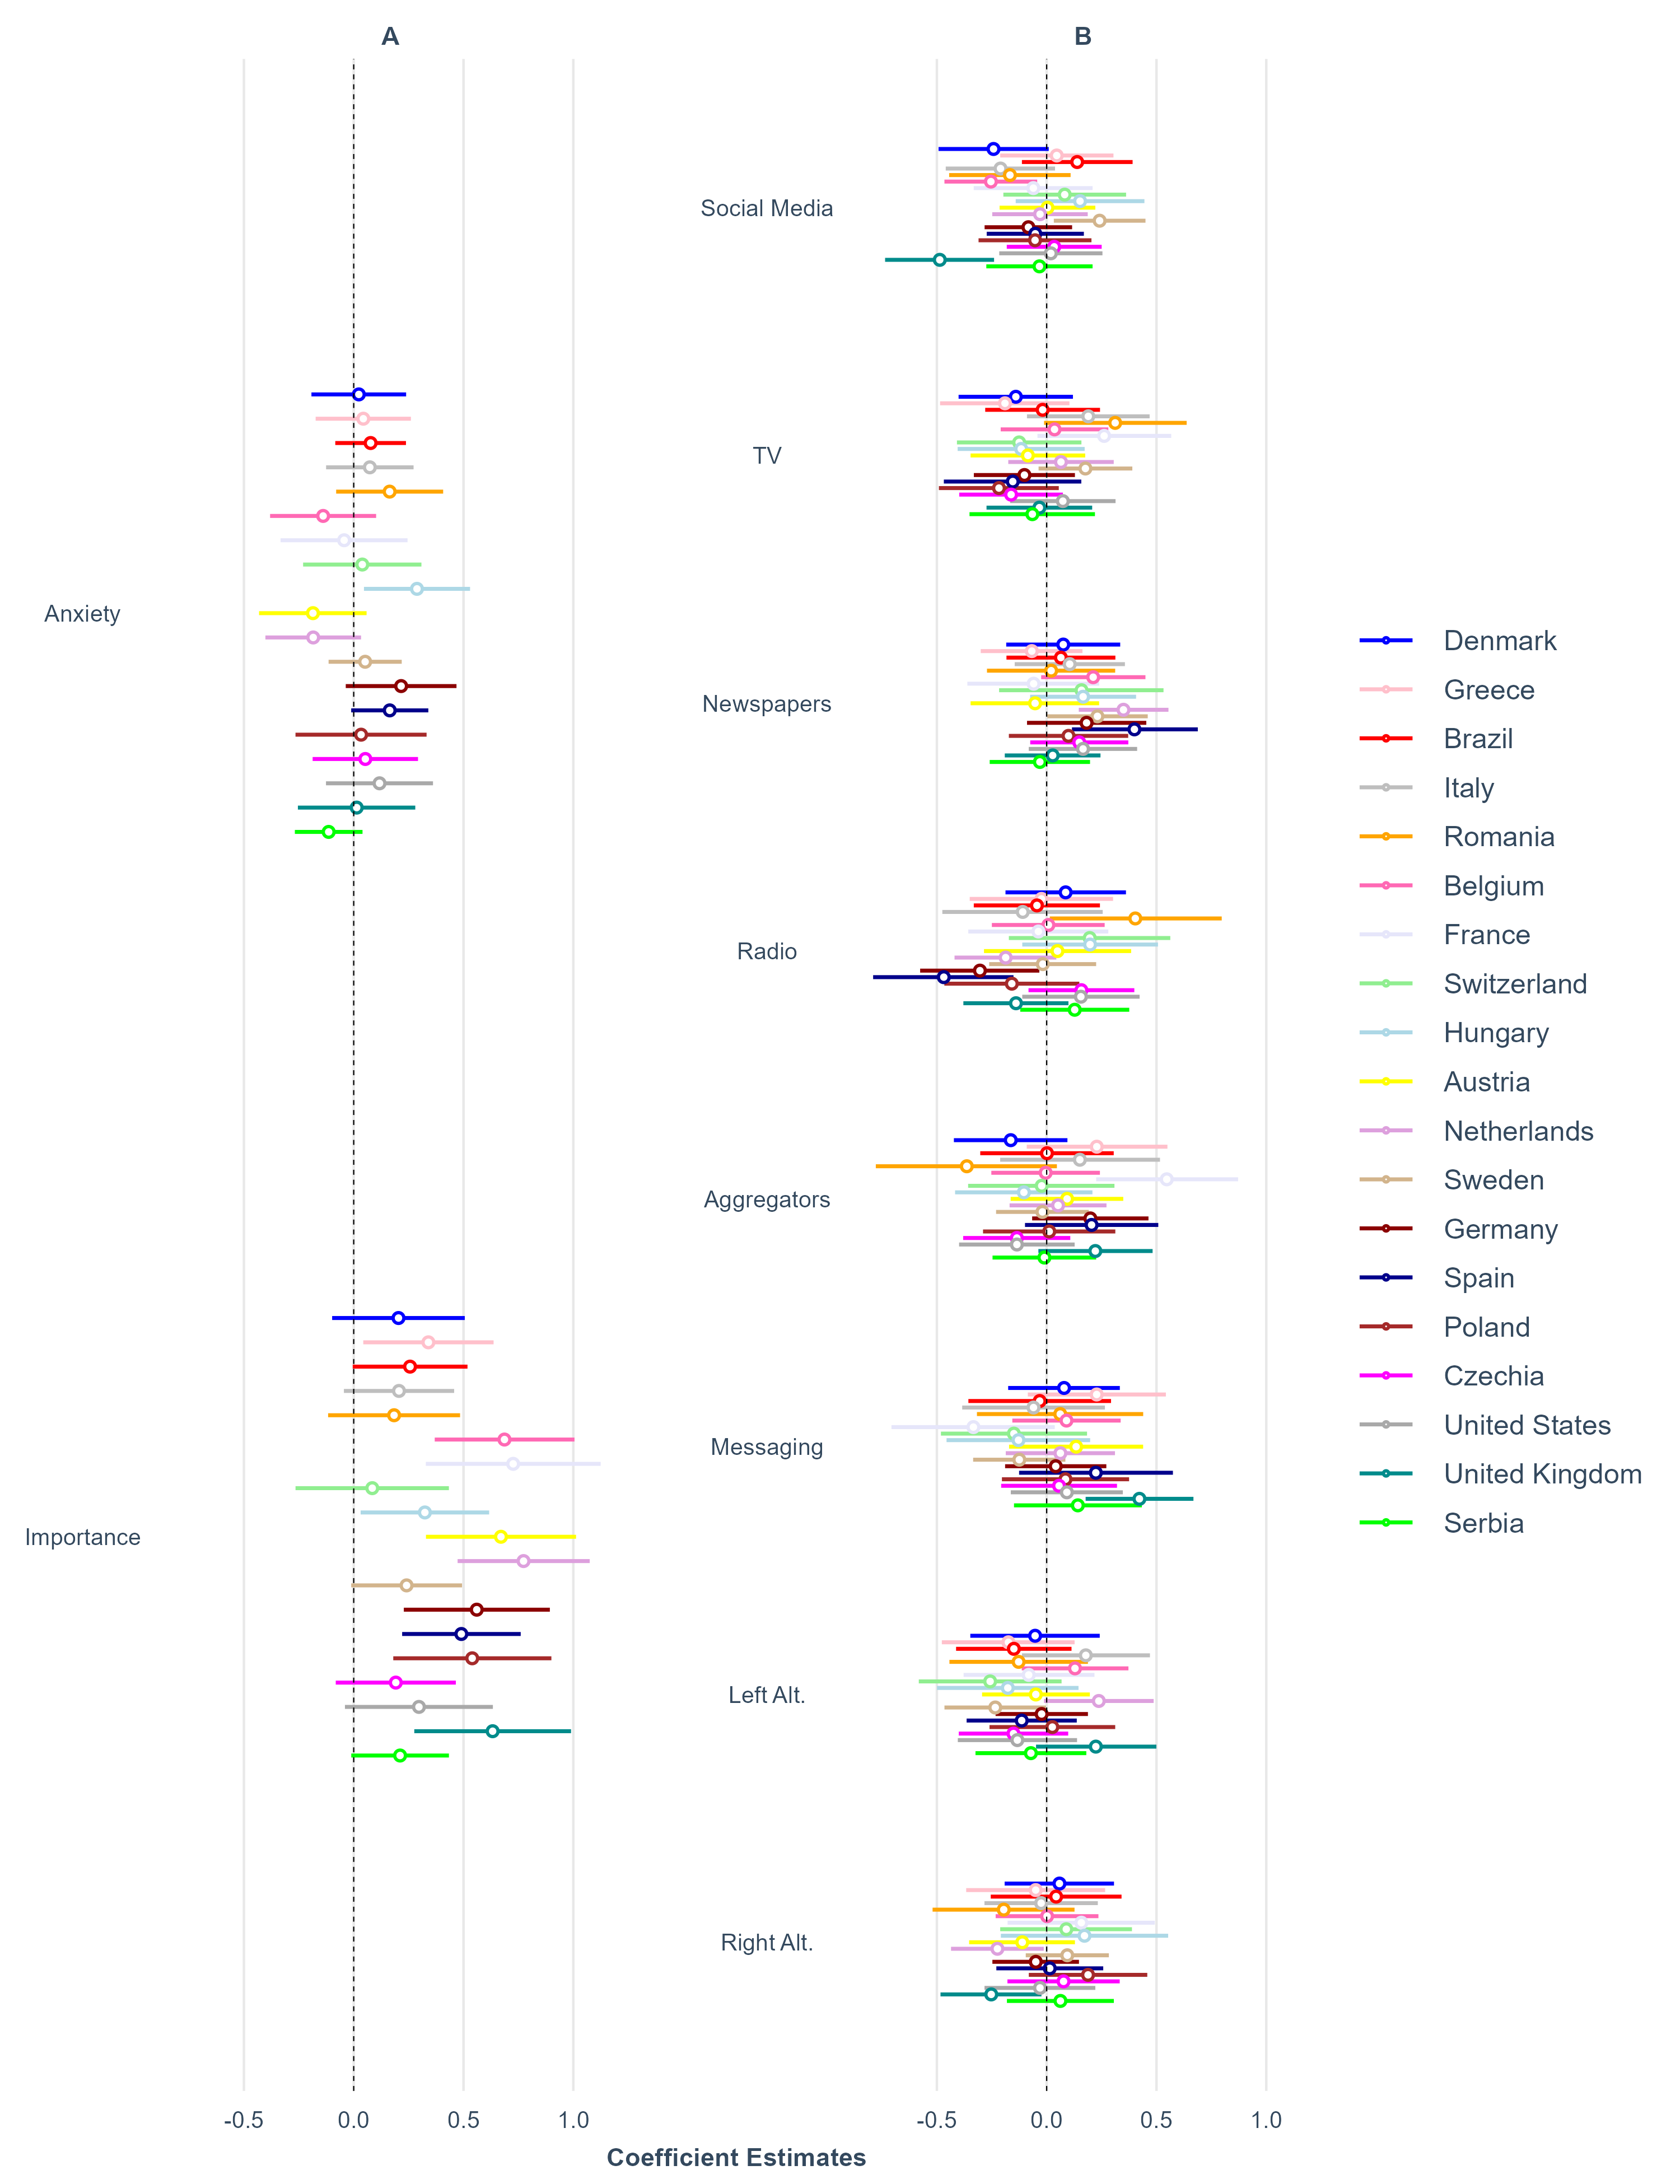 A
B
Anxiety
Importance
Social Media
TV
Newspapers
Radio
Aggregators
Messaging
Left Alt.
Right Alt.
-0.5 0.0 0.5 1.0
-0.5 0.0 0.5 1.0
Coefficient Estimates
Denmark
Greece
Brazil
Italy
Romania
Belgium
France
Switzerland
Hungary
Austria
Netherlands
Sweden
Germany
Spain
Poland
Czechia
United States
United Kingdom
Serbia